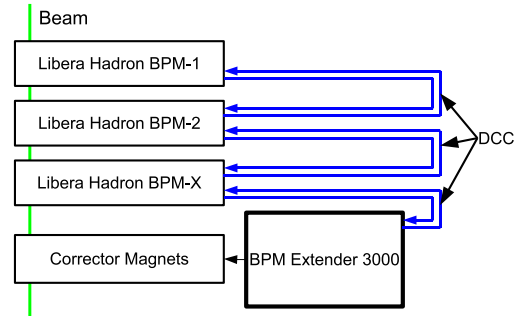 Beam
Libera Hadron BPM-1
Libera Hadron BPM-2
DCC
Libera Hadron BPM-X
Corrector Magnets
BPM Extender 3000